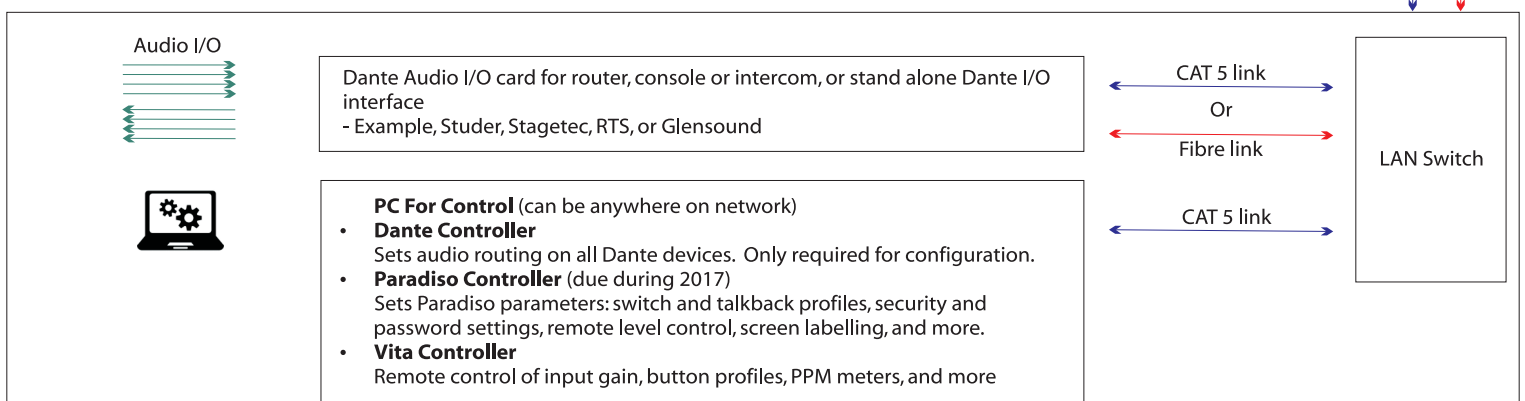 Audio I/O
Dante Audio I/O card for router, console or intercom, or stand alone Dante I/O
interface
- Example, Studer, Stagetec, RTS, or Glensound
CAT 5 link
Or
Fibre link
LAN Switch
PC For Control (can be anywhere on network)
• Dante Controller
Sets audio routing on all Dante devices.  Only required for configuration.
• Paradiso Controller (due during 2017)
Sets Paradiso parameters: switch and talkback profiles, security and
password settings, remote level control, screen labelling, and more.
• Vita Controller
Remote control of input gain, button profiles, PPM meters, and more
CAT 5 link